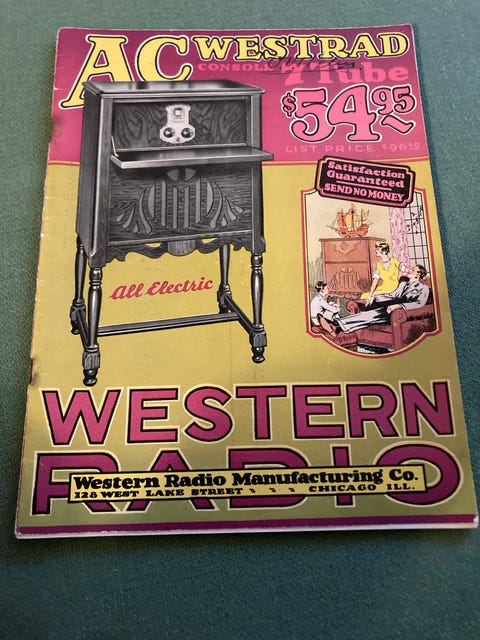 AC WESTRAD
CONSOLE 7 Tube
$54.95
LIST PRICE $96.50
Satisfaction
Guaranteed
SEND NO MONEY
All Electric
WESTERN
RADIO
Western Radio Manufacturing Co.
128 WEST LAKE STREET CHICAGO ILL.